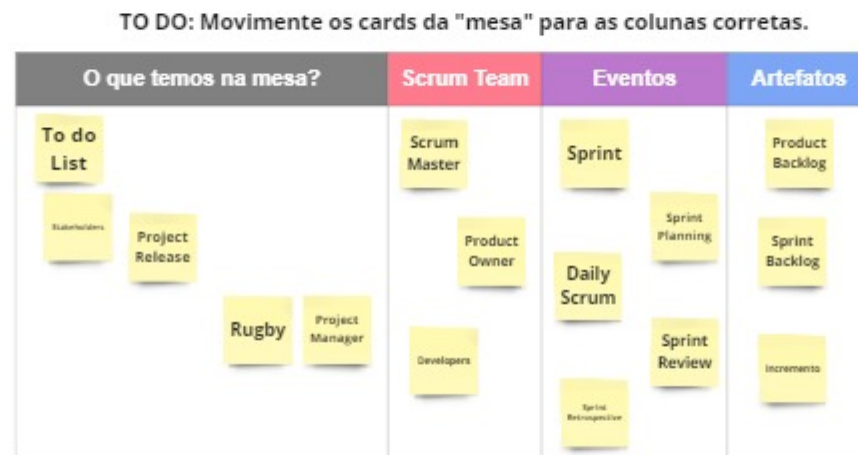 TO DO: Movimente os cards da "mesa" para as colunas corretas.
O que temos na mesa?
Scrum Team
Eventos
Artefatos
To do
List
Stakeholders
Project
Release
Rugby
Project
Manager
Scrum
Master
Product
Owner
Developers
Sprint
Sprint
Planning
Daily
Scrum
Sprint
Review
Sprint
Retrospective
Product
Backlog
Sprint
Backlog
Incremento